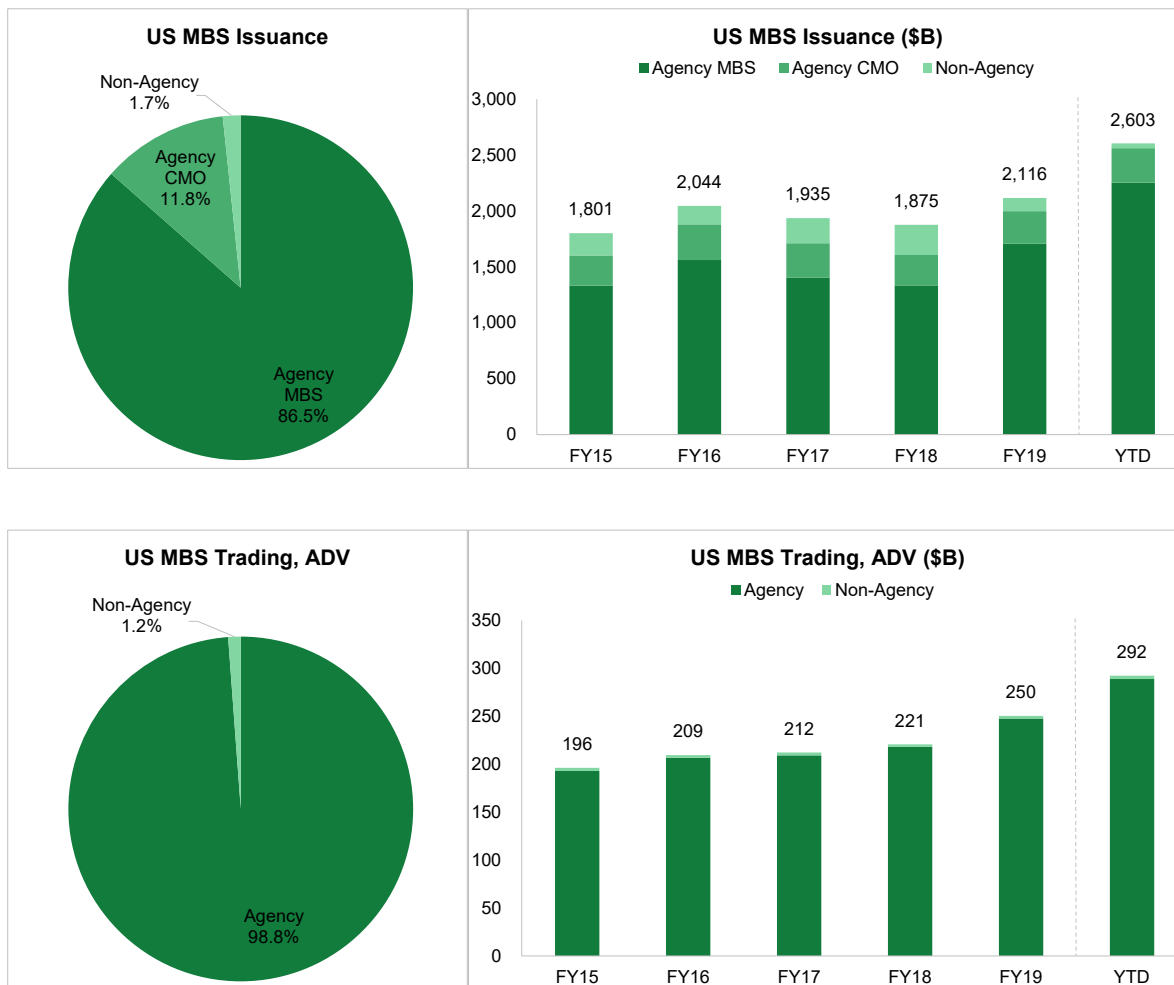 US MBS Issuance
Non-Agency
1.7%
Agency
CMO
11.8%
Agency
MBS
86.5%
US MBS Issuance ($B)
Agency MBS Agency CMO Non-Agency
3,000
2,500
2,000
1,500
1,000
500
0
1,801
2,044
1,935
1,875
2,116
2,603
FY15 FY16 FY17 FY18 FY19 YTD
US MBS Trading, ADV
Non-Agency
1.2%
Agency
98.8%
US MBS Trading, ADV ($B)
Agency Non-Agency
350
300
250
200
150
100
50
0
196
209
212
221
250
292
FY15 FY16 FY17 FY18 FY19 YTD